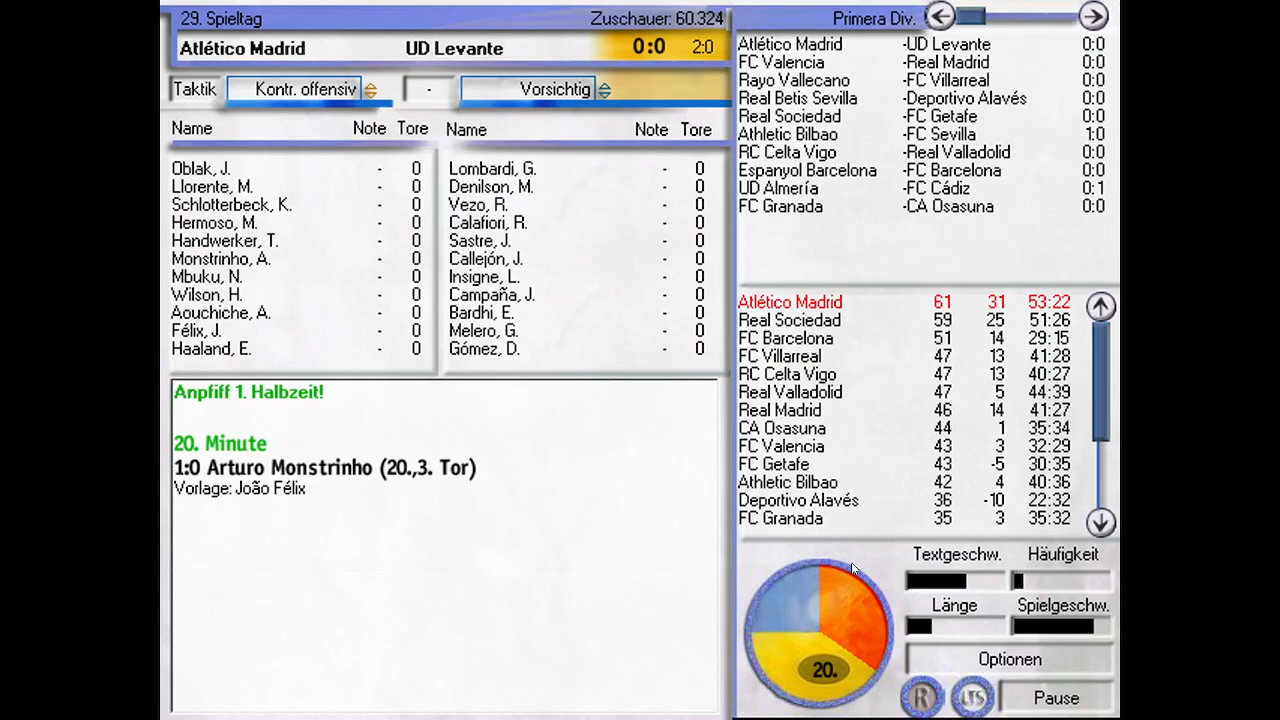 29. Spieltag Zuschauer: 60.324
Atlético Madrid UD Levante 0:0 2:0
Taktik Kontr. offensiv - Vorsichtig
Name Note Tore Name Note Tore
Oblak, J. - 0 Lombardi, G. - 0
Llorente, M. - 0 Denilson, M. - 0
Schlotterbeck, K. - 0 Vezo, R. - 0
Hermoso, M. - 0 Calafiori, R. - 0
Handwerker, T. - 0 Sastre, J. - 0
Monstrinho, A. - 0 Callejón, J. - 0
Mbuku, N. - 0 Insigne, L. - 0
Wilson, H. - 0 Campaña, J. - 0
Aouchiche, A. - 0 Bardhi, E. - 0
Félix, J. - 0 Melero, G. - 0
Haaland, E. - 0 Gómez, D. - 0
Anpfiff 1. Halbzeit!
20. Minute
1:0 Arturo Monstrinho (20.,3. Tor)
Vorlage: João Félix
Primera Div.
Atlético Madrid -UD Levante 0:0
FC Valencia -Real Madrid 0:0
Rayo Vallecano -FC Villarreal 0:0
Real Betis Sevilla -Deportivo Alavés 0:0
Real Sociedad -FC Getafe 0:0
Athletic Bilbao -FC Sevilla 1:0
RC Celta Vigo -Real Valladolid 0:0
Espanyol Barcelona -FC Barcelona 0:0
UD Almería -FC Cádiz 0:1
FC Granada -CA Osasuna 0:0
Atlético Madrid 61 31 53:22
Real Sociedad 59 25 51:26
FC Barcelona 51 14 29:15
FC Villarreal 47 13 41:28
RC Celta Vigo 47 13 40:27
Real Valladolid 47 5 44:39
Real Madrid 46 14 41:27
CA Osasuna 44 1 35:34
FC Valencia 43 3 32:29
FC Getafe 43 -5 30:35
Athletic Bilbao 42 4 40:36
Deportivo Alavés 36 -10 22:32
FC Granada 35 3 35:32
Textgeschw. Häufigkeit
Länge Spielgeschw.
20.
Optionen
R LTS Pause